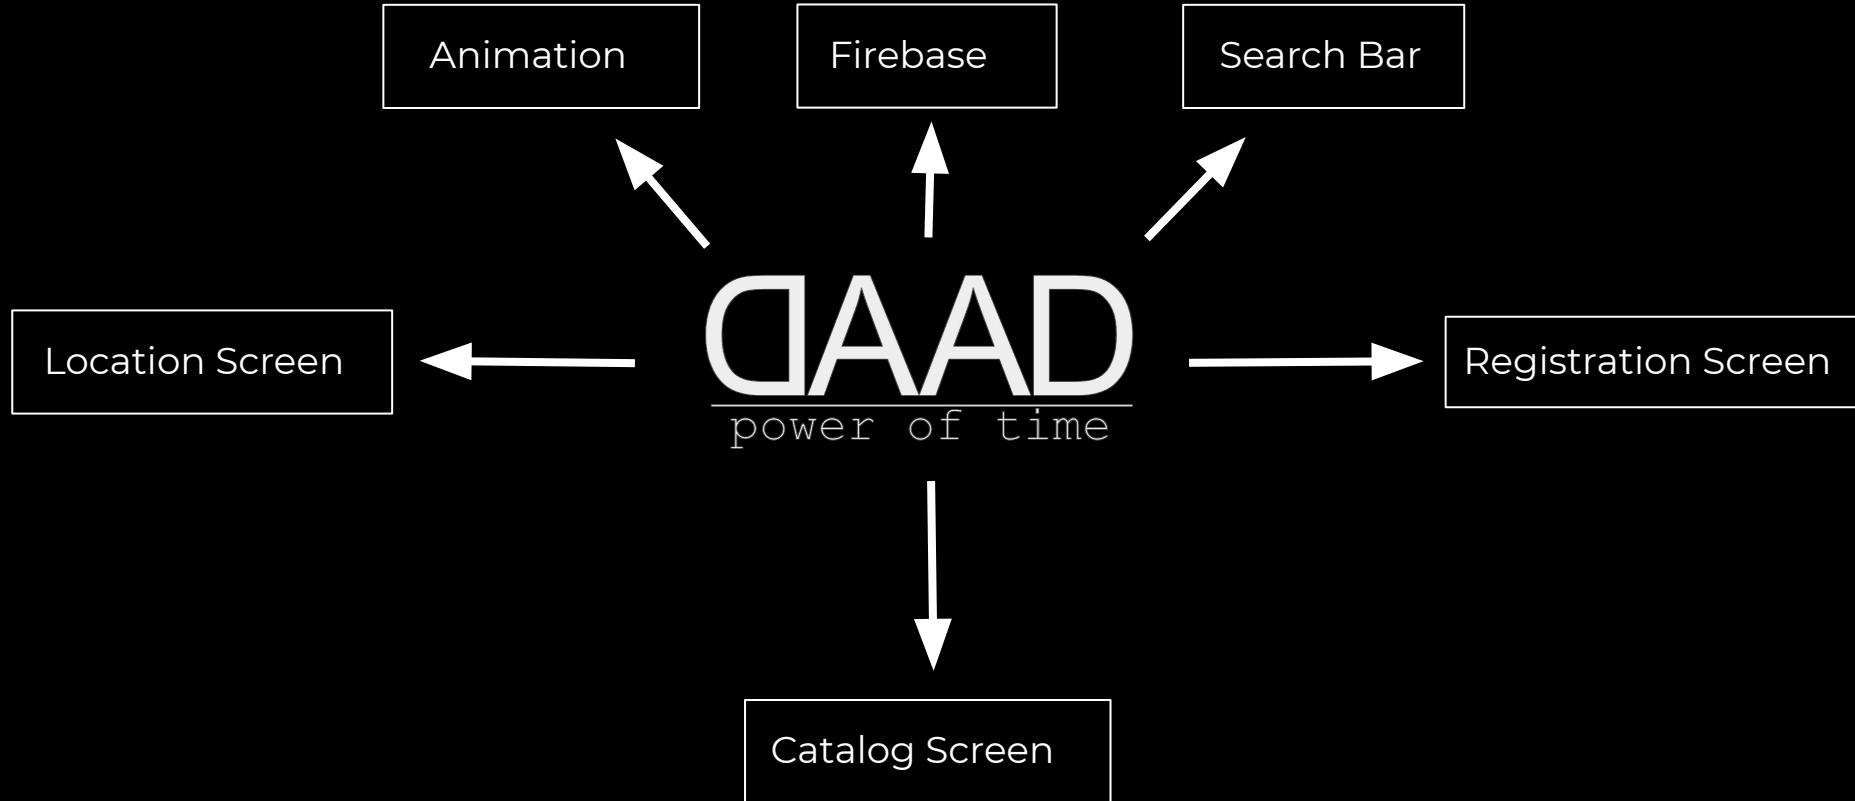 Animation
Firebase
Search Bar
Location Screen
DAAD
power of time
Registration Screen
Catalog Screen